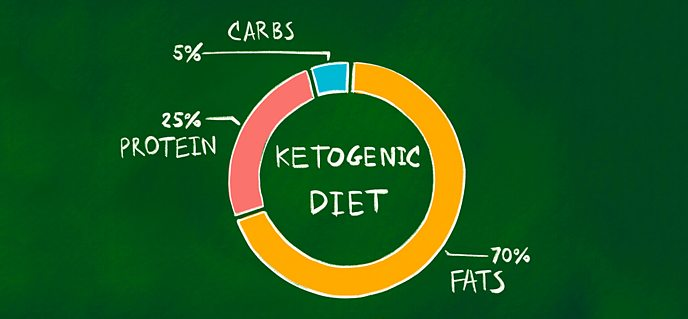 CARBS
5%
25%
PROTEIN
KETOGENIC
DIET
70%
FATS